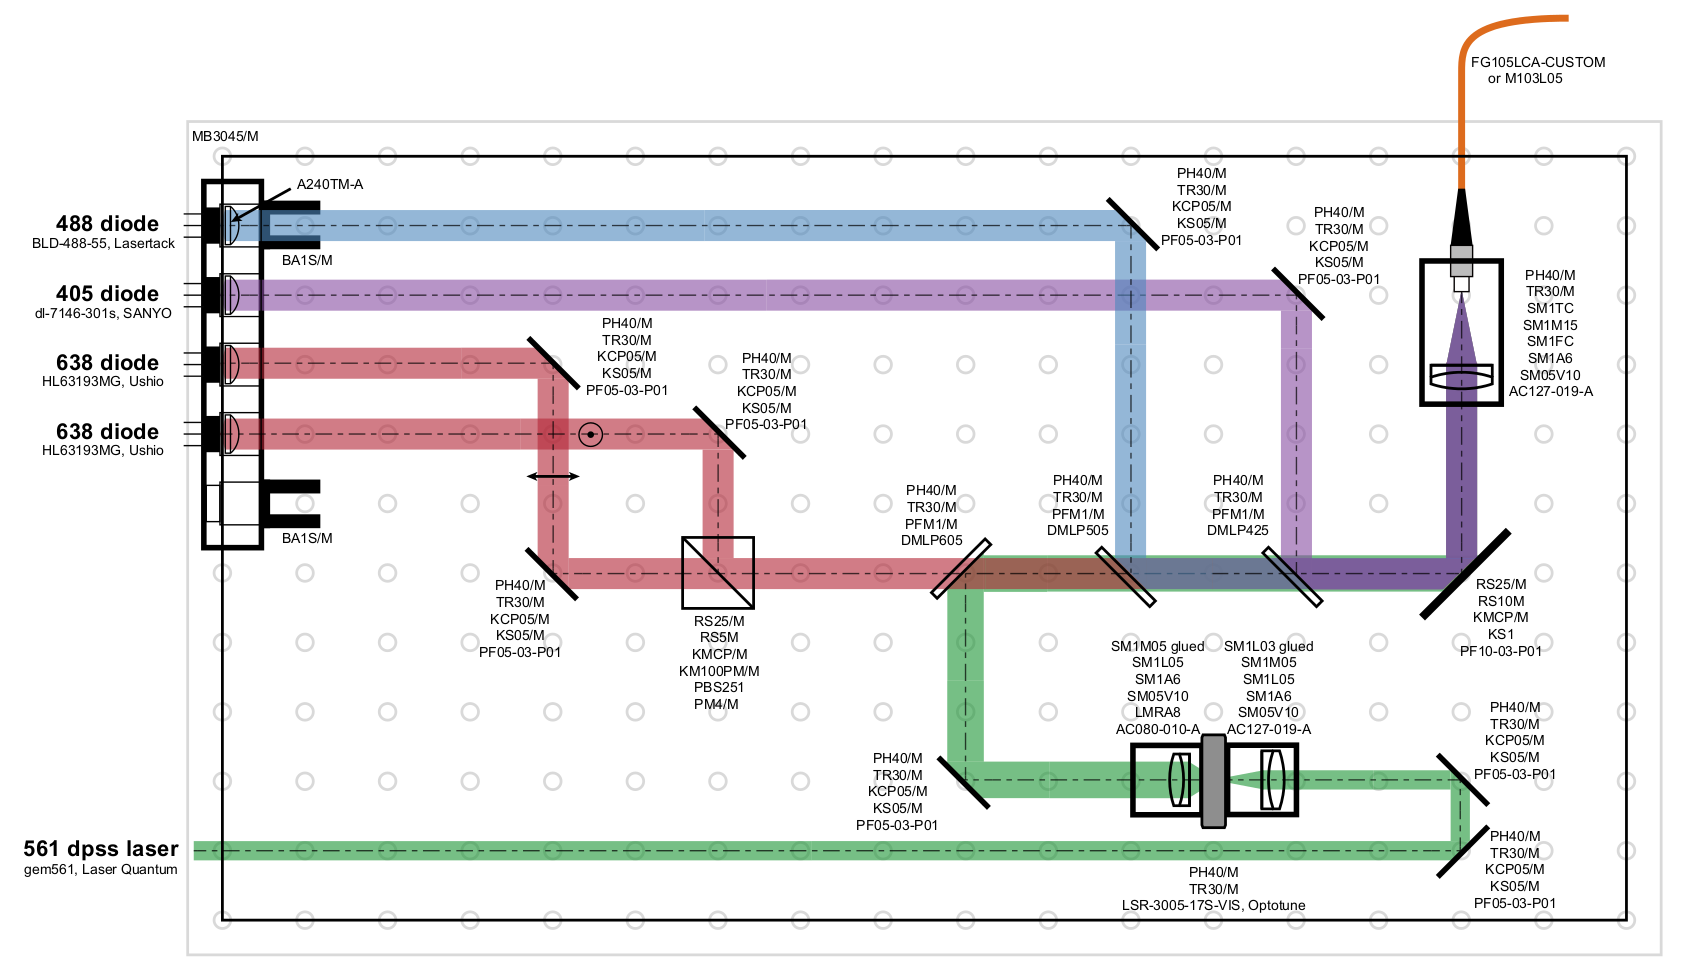 FG105LCA-CUSTOM
or M103L05
MB3045/M
A240TM-A
488 diode
BLD-488-55, Lasertack
BA1S/M
405 diode
dl-7146-301s, SANYO
638 diode
HL63193MG, Ushio
638 diode
HL63193MG, Ushio
BA1S/M
PH40/M
TR30/M
KCP05/M
KS05/M
PF05-03-P01
PH40/M
TR30/M
KCP05/M
KS05/M
PF05-03-P01
PH40/M
TR30/M
KCP05/M
KS05/M
PF05-03-P01
PH40/M
TR30/M
KCP05/M
KS05/M
PF05-03-P01
PH40/M
TR30/M
SM1TC
SM1M15
SM1FC
SM1A6
SM05V10
AC127-019-A
PH40/M
TR30/M
PFM1/M
DMLP605
PH40/M
TR30/M
PFM1/M
DMLP505
PH40/M
TR30/M
PFM1/M
DMLP425
PH40/M
TR30/M
KCP05/M
KS05/M
PF05-03-P01
RS25/M
RS5M
KMCP/M
KM100PM/M
PBS251
PM4/M
RS25/M
RS10M
KMCP/M
KS1
PF10-03-P01
SM1M05 glued
SM1L05
SM1A6
SM05V10
LMRA8
AC080-010-A
SM1L03 glued
SM1M05
SM1L05
SM1A6
SM05V10
AC127-019-A
PH40/M
TR30/M
KCP05/M
KS05/M
PF05-03-P01
PH40/M
TR30/M
KCP05/M
KS05/M
PF05-03-P01
561 dpss laser
gem561, Laser Quantum
PH40/M
TR30/M
LSR-3005-17S-VIS, Optotune
PH40/M
TR30/M
KCP05/M
KS05/M
PF05-03-P01